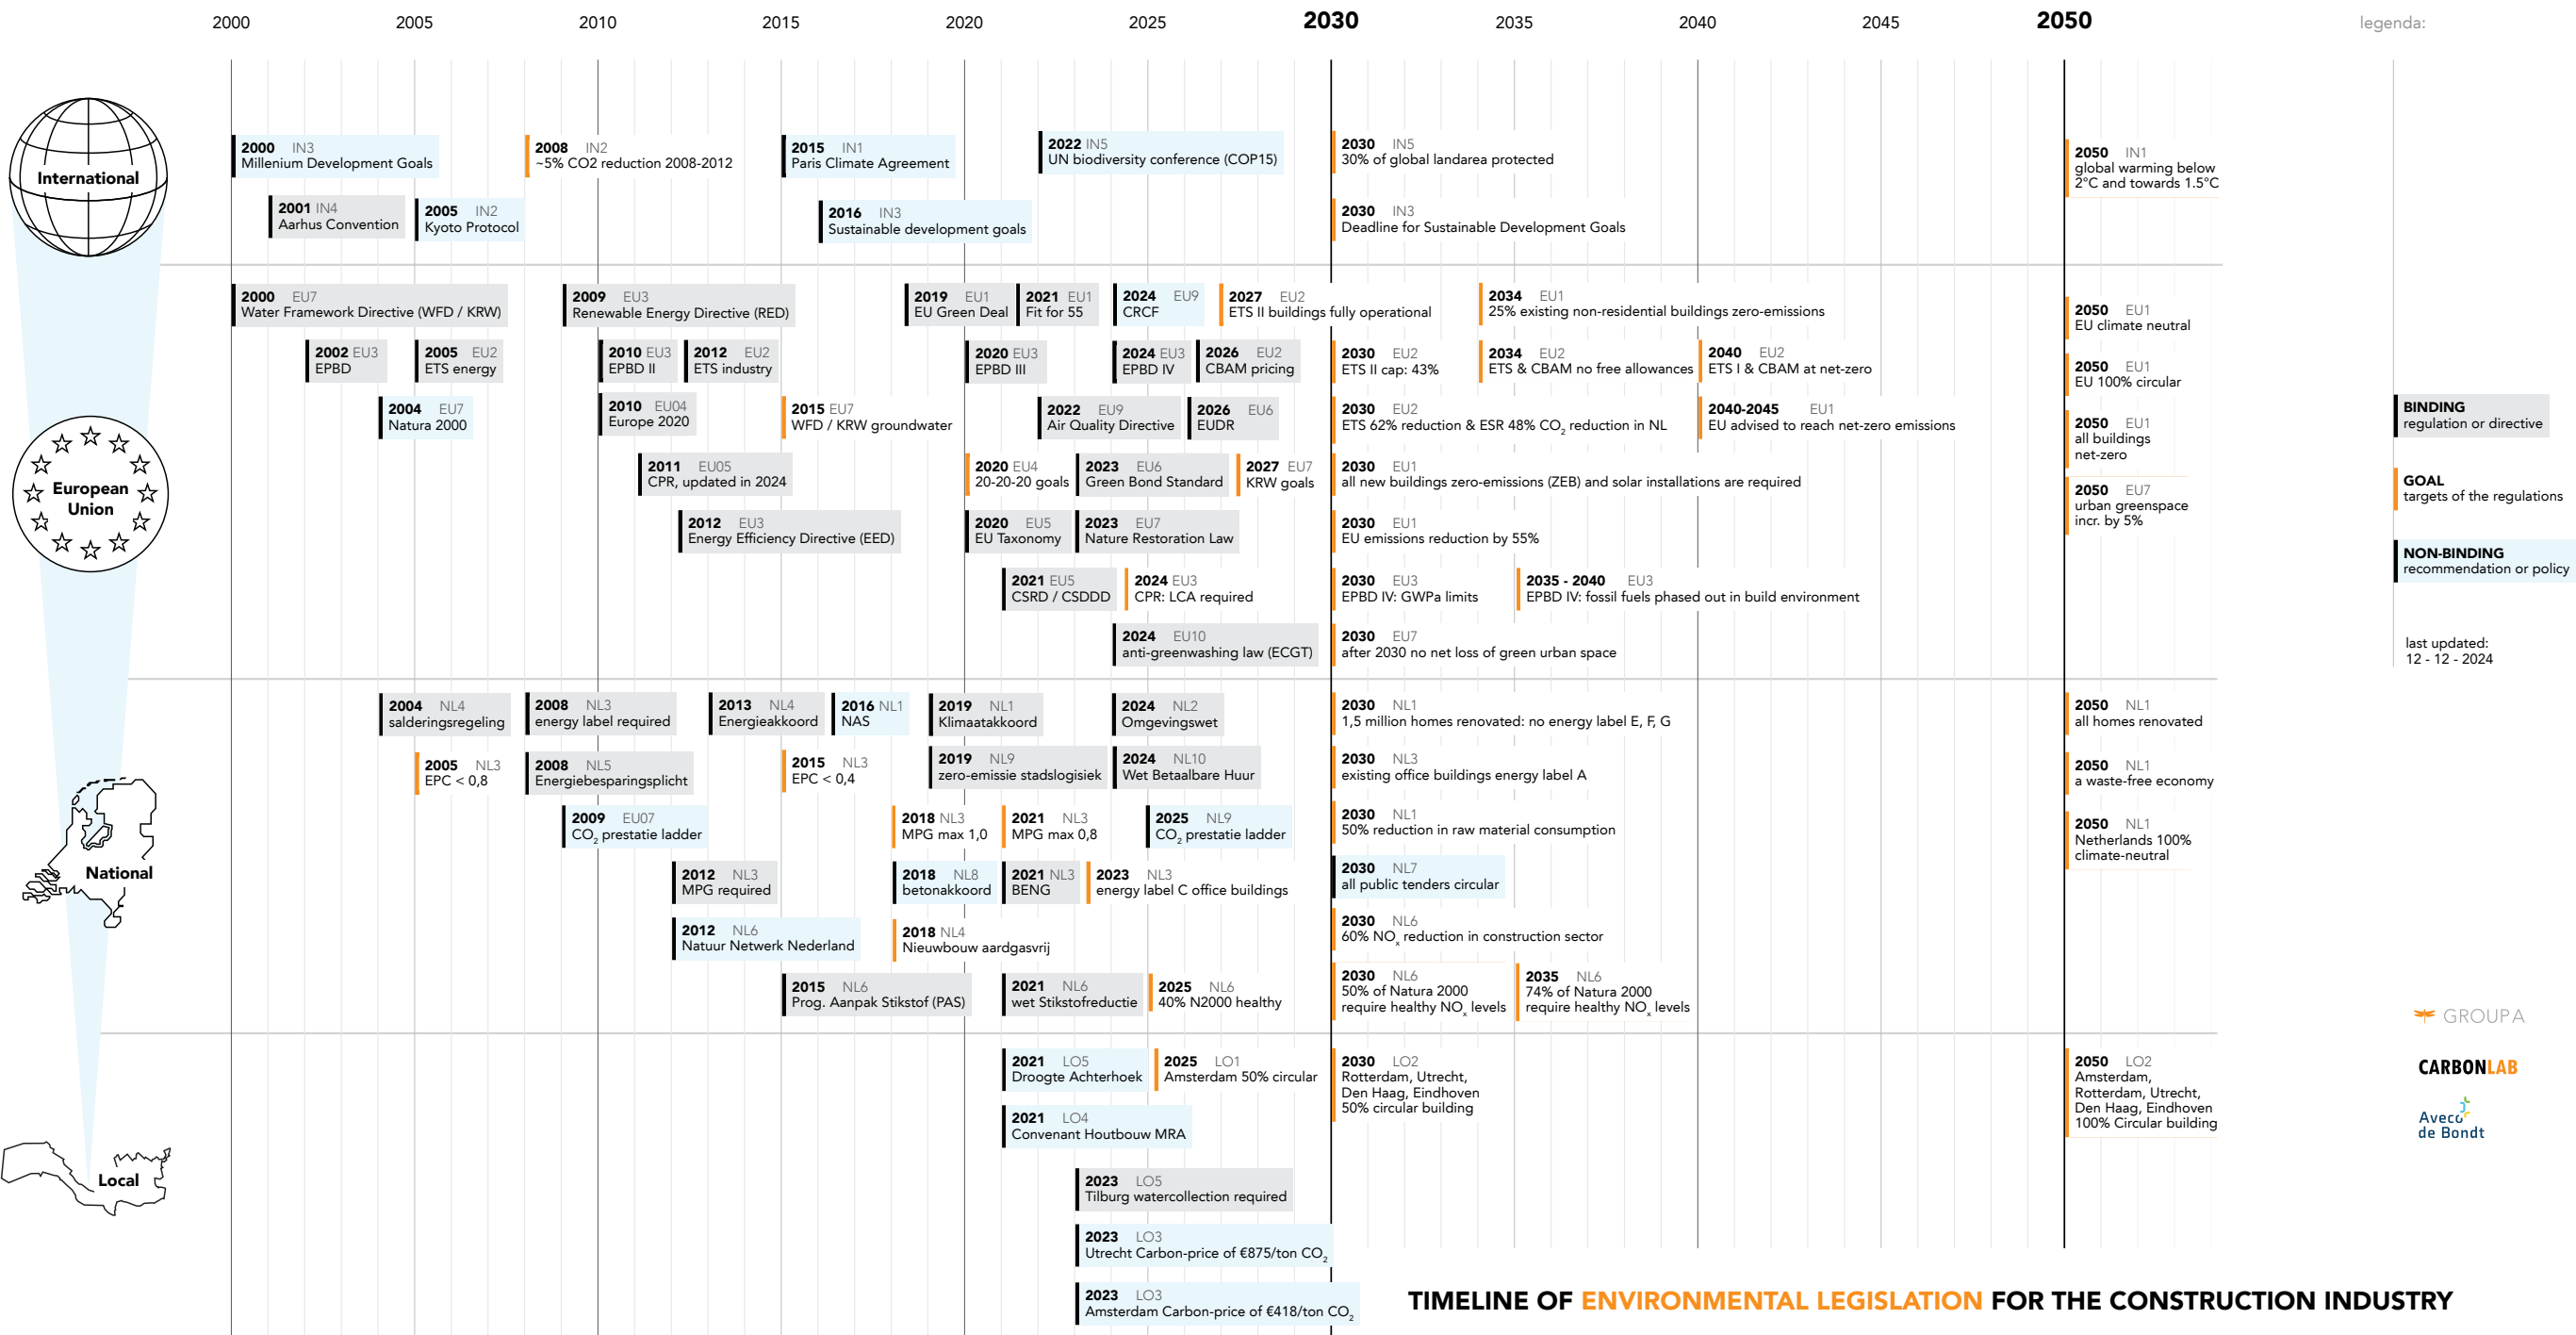 2000 2005 2010 2015 2020 2025 2030 2035 2040 2045 2050 legenda:
International
2000 IN3
Millenium Development Goals
2008 IN2
~5% CO2 reduction 2008-2012
2015 IN1
Paris Climate Agreement
2022 IN5
UN biodiversity conference (COP15)
2030 IN5
30% of global landarea protected
2050 IN1
global warming below
2°C and towards 1.5°C
2001 IN4
Aarhus Convention
2005 IN2
Kyoto Protocol
2016 IN3
Sustainable development goals
2030 IN3
Deadline for Sustainable Development Goals
European
Union
2000 EU7
Water Framework Directive (WFD / KRW)
2009 EU3
Renewable Energy Directive (RED)
2019 EU1
EU Green Deal
2021 EU1
Fit for 55
2024 EU9
CRCF
2027 EU2
ETS II buildings fully operational
2034 EU1
25% existing non-residential buildings zero-emissions
2050 EU1
EU climate neutral
2002 EU3
EPBD
2005 EU2
ETS energy
2010 EU3
EPBD II
2012 EU2
ETS industry
2020 EU3
EPBD III
2024 EU3
EPBD IV
2026 EU2
CBAM pricing
2030 EU2
ETS II cap: 43%
2034 EU2
ETS & CBAM no free allowances
2040 EU2
ETS I & CBAM at net-zero
2050 EU1
EU 100% circular
2004 EU7
Natura 2000
2010 EU04
Europe 2020
2015 EU7
WFD / KRW groundwater
2022 EU9
Air Quality Directive
2026 EU6
EUDR
2030 EU2
ETS 62% reduction & ESR 48% CO2 reduction in NL
2040-2045 EU1
EU advised to reach net-zero emissions
2050 EU1
all buildings
net-zero
2011 EU05
CPR, updated in 2024
2020 EU4
20-20-20 goals
2023 EU6
Green Bond Standard
2027 EU7
KRW goals
2030 EU1
all new buildings zero-emissions (ZEB) and solar installations are required
2050 EU7
urban greenspace
incr. by 5%
2012 EU3
Energy Efficiency Directive (EED)
2020 EU5
EU Taxonomy
2023 EU7
Nature Restoration Law
2030 EU1
EU emissions reduction by 55%
2021 EU5
CSRD / CSDDD
2024 EU3
CPR: LCA required
2030 EU3
EPBD IV: GWPa limits
2035 - 2040 EU3
EPBD IV: fossil fuels phased out in build environment
2024 EU10
anti-greenwashing law (ECGT)
2030 EU7
after 2030 no net loss of green urban space
BINDING
regulation or directive
GOAL
targets of the regulations
NON-BINDING
recommendation or policy
last updated:
12 - 12 - 2024
National
2004 NL4
salderingsregeling
2008 NL3
energy label required
2013 NL4
Energieakkoord
2016 NL1
NAS
2019 NL1
Klimaatakkoord
2024 NL2
Omgevingswet
2030 NL1
1,5 million homes renovated: no energy label E, F, G
2050 NL1
all homes renovated
2005 NL3
EPC < 0,8
2008 NL5
Energiebesparingsplicht
2015 NL3
EPC < 0,4
2019 NL9
zero-emissie stadslogisiek
2024 NL10
Wet Betaalbare Huur
2030 NL3
existing office buildings energy label A
2050 NL1
a waste-free economy
2009 EU07
CO2 prestatie ladder
2018 NL3
MPG max 1,0
2021 NL3
MPG max 0,8
2025 NL9
CO2 prestatie ladder
2030 NL1
50% reduction in raw material consumption
2050 NL1
Netherlands 100%
climate-neutral
2012 NL3
MPG required
2018 NL8
betonakkoord
2021 NL3
BENG
2023 NL3
energy label C office buildings
2030 NL7
all public tenders circular
2012 NL6
Natuur Netwerk Nederland
2018 NL4
Nieuwbouw aardgasvrij
2030 NL6
60% NOx reduction in construction sector
2015 NL6
Prog. Aanpak Stikstof (PAS)
2021 NL6
wet Stikstofreductie
2025 NL6
40% N2000 healthy
2030 NL6
50% of Natura 2000
require healthy NOx levels
2035 NL6
74% of Natura 2000
require healthy NOx levels
Local
2021 LO5
Droogte Achterhoek
2025 LO1
Amsterdam 50% circular
2030 LO2
Rotterdam, Utrecht,
Den Haag, Eindhoven
50% circular building
2050 LO2
Amsterdam,
Rotterdam, Utrecht,
Den Haag, Eindhoven
100% Circular building
2021 LO4
Convenant Houtbouw MRA
2023 LO5
Tilburg watercollection required
2023 LO3
Utrecht Carbon-price of €875/ton CO2
2023 LO3
Amsterdam Carbon-price of €418/ton CO2
GROUPA
CARBONLAB
Aveco
de Bondt
TIMELINE OF ENVIRONMENTAL LEGISLATION FOR THE CONSTRUCTION INDUSTRY